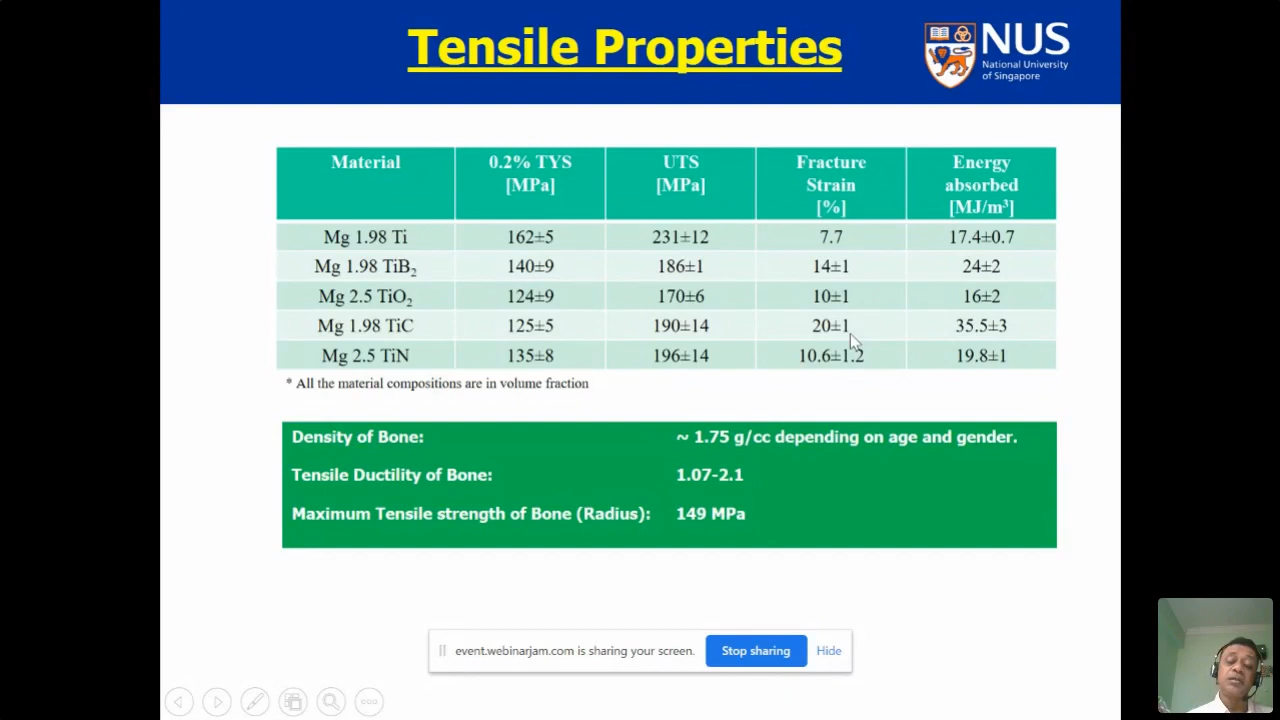 Tensile Properties
NUS
National University
of Singapore
Material 0.2% TYS [MPa] UTS [MPa] Fracture Strain [%] Energy absorbed [MJ/m³]
Mg 1.98 Ti 162±5 231±12 7.7 17.4±0.7
Mg 1.98 TiB₂ 140±9 186±1 14±1 24±2
Mg 2.5 TiO₂ 124±9 170±6 10±1 16±2
Mg 1.98 TiC 125±5 190±14 20±1 35.5±3
Mg 2.5 TiN 135±8 196±14 10.6±1.2 19.8±1
* All the material compositions are in volume fraction
Density of Bone: ~ 1.75 g/cc depending on age and gender.
Tensile Ductility of Bone: 1.07-2.1
Maximum Tensile strength of Bone (Radius): 149 MPa
event.webinarjam.com is sharing your screen. Stop sharing Hide